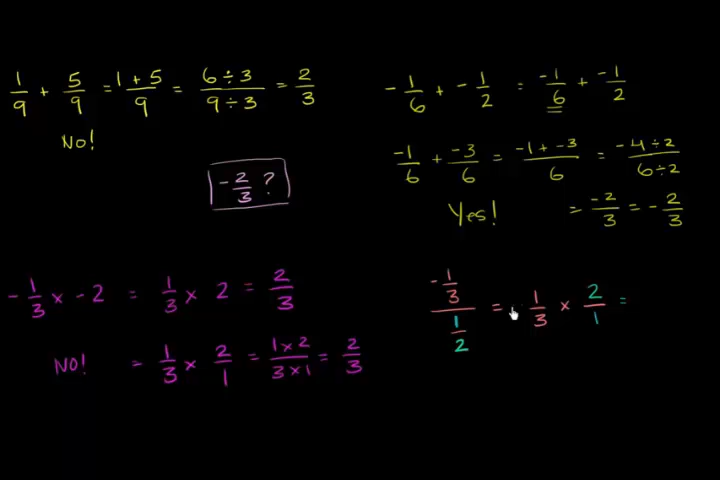 1/9 + 5/9 = (1 + 5)/9 = (6 ÷ 3)/(9 ÷ 3) = 2/3
No!
-1/6 + -1/2 = -1/6 + -1/2
-1/6 + -3/6 = (-1 + -3)/6 = (-4 ÷ 2)/(6 ÷ 2)
Yes! = -2/3 = -2/3
-2/3 ?
-1/3 x -2 = 1/3 x 2 = 2/3
No! = 1/3 x 2/1 = (1 x 2)/(3 x 1) = 2/3
(-1/3)/(1/2) = 1/3 x 2/1 =